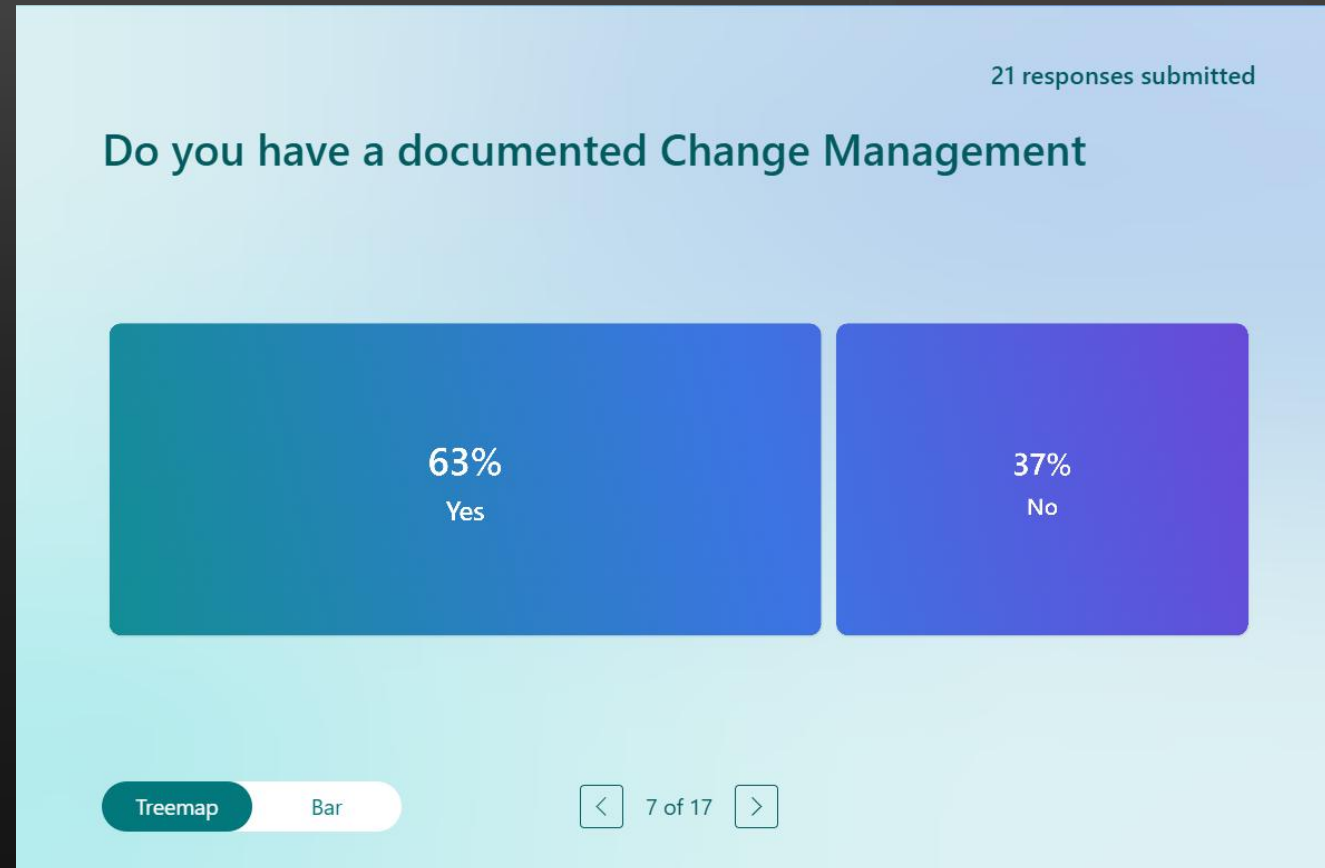 21 responses submitted
Do you have a documented Change Management
63%
Yes
37%
No
Treemap
Bar
7 of 17